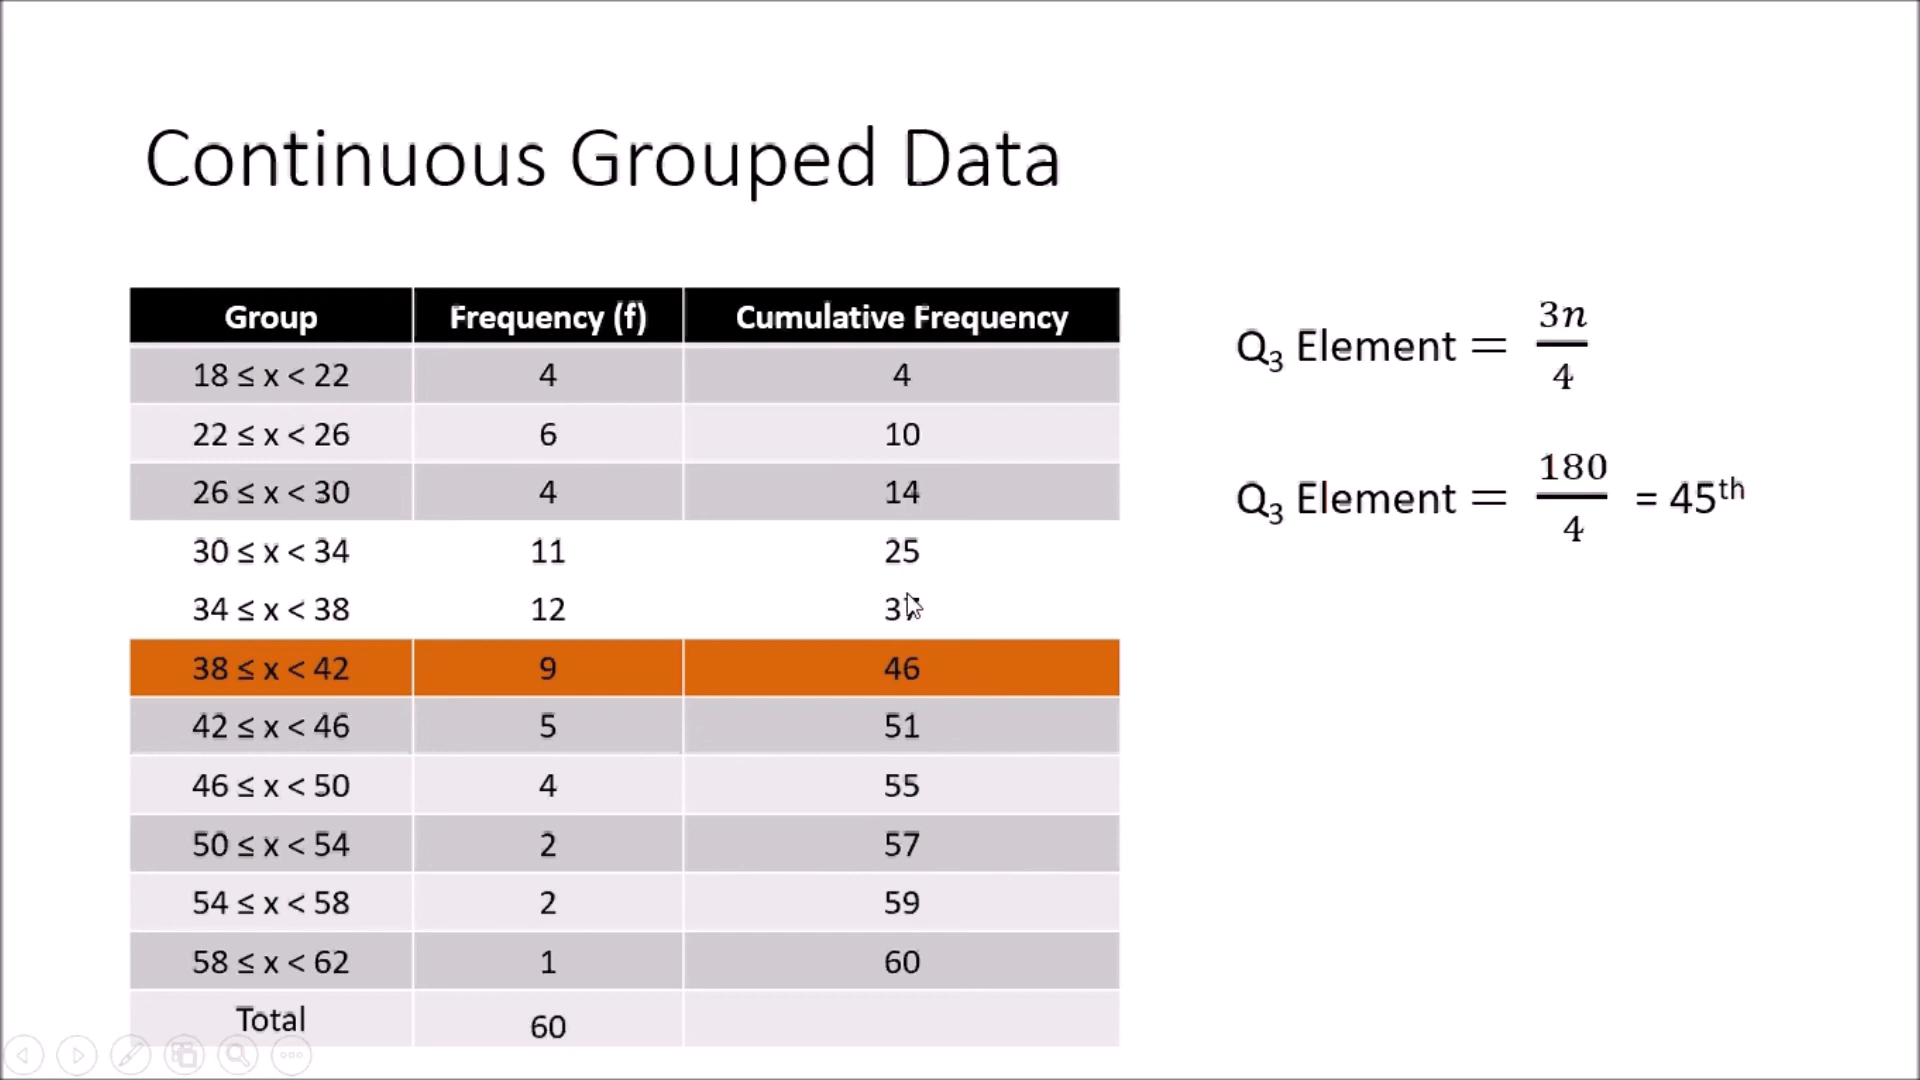 Continuous Grouped Data
Group Frequency (f) Cumulative Frequency
18 ≤ x < 22 4 4
22 ≤ x < 26 6 10
26 ≤ x < 30 4 14
30 ≤ x < 34 11 25
34 ≤ x < 38 12
38 ≤ x < 42 9 46
42 ≤ x < 46 5 51
46 ≤ x < 50 4 55
50 ≤ x < 54 2 57
54 ≤ x < 58 2 59
58 ≤ x < 62 1 60
Total 60
Q₃ Element = 3n/4
Q₃ Element = 180/4 = 45ᵗʰ